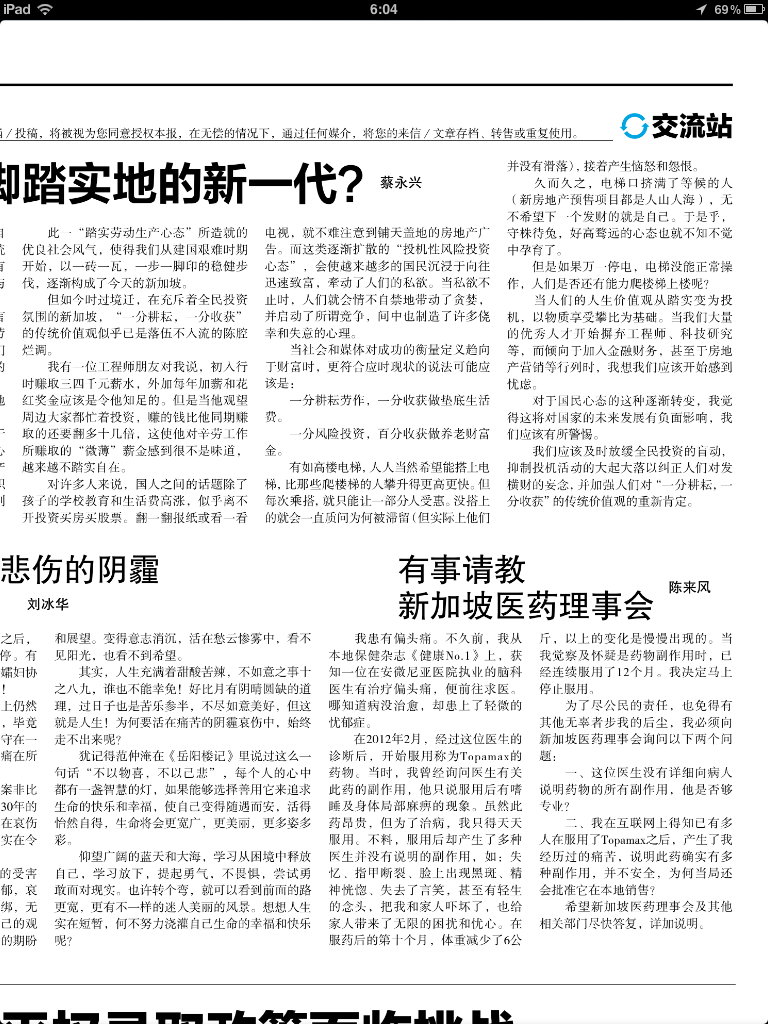 iPad
6:04
69%
/投稿，将被视为您同意授权本报，在无偿的情况下，通过任何媒介，将您的来信／文章存档、转售或重复使用。
交流站
脚踏实地的新一代？
蔡永兴
此一“踏实劳动生产心态”所造就的
优良社会风气，使得我们从建国艰难时期
开始，以一砖一瓦，一步一脚印的稳健步
伐，逐渐构成了今天的新加坡。
但如今时过境迁，在充斥着全民投资
氛围的新加坡，“一分耕耘，一分收获”
的传统价值观似乎已是落伍不入流的陈腔
烂调。
我有一位工程师朋友对我说，初入行
时赚取三四千元薪水，外加每年加薪和花
红奖金应该是令他知足的。但是当他观望
周边大家都忙着投资，赚的钱比他同期赚
取的还要翻多十几倍，这使他对辛劳工作
所赚取的“微薄”薪金感到很不是味道，
越来越不踏实自在。
对许多人来说，国人之间的话题除了
孩子的学校教育和生活费高涨，似乎离不
开投资买房买股票。翻一翻报纸或看一看
电视，就不难注意到铺天盖地的房地产广
告。而这类逐渐扩散的“投机性风险投资
心态”，会使越来越多的国民沉浸于向往
迅速致富，牵动了人们的私欲。当私欲不
止时，人们就会情不自禁地带动了贪婪，
并启动了所谓竞争，间中也制造了许多侥
幸和失意的心理。
当社会和媒体对成功的衡量定义趋向
于财富时，更符合应时现状的说法可能应
该是：
一分耕耘劳作，一分收获做垫底生活
费。
一分风险投资，百分收获做养老财富
金。
有如高楼电梯，人人当然希望能搭上电
梯，比那些爬楼梯的人攀升得更高更快。但
每次乘搭，就只能让一部分人受惠。没搭上
的就会一直质问为何被滞留（但实际上他们
并没有滑落），接着产生恼怒和怨恨。
久而久之，电梯口挤满了等候的人
（新房地产预售项目都是人山人海），无
不希望下一个发财的就是自己。于是乎，
守株待兔，好高骛远的心态也就不知不觉
中孕育了。
但是如果万一停电，电梯没能正常操
作，人们是否还有能力爬楼梯上楼呢？
当人们的人生价值观从踏实变为投
机，以物质享受攀比为基础。当我们大量
的优秀人才开始摒弃工程师、科技研究
等，而倾向于加入金融财务，甚至于房地
产营销等行列时，我想我们应该开始感到
忧虑。
对于国民心态的这种逐渐演变，我觉
得这将对国家的未来发展有负面影响，我
们应该有所警惕。
我们应该及时放缓全民投资的盲动，
抑制投机活动的大起大落以纠正人们对发
横财的妄念，并加强人们对“一分耕耘，一
分收获”的传统价值观的重新肯定。
悲伤的阴霾
刘冰华
之后，
停。有
孀妇协
！
上仍然
，毕竟
守在一
痛在所
案非比
30年的
在哀伤
实在令
的受害
郁，哀
绑，无
己的观
的期盼
和展望。变得意志消沉，活在愁云惨雾中，看不
见阳光，也看不到希望。
其实，人生充满着甜酸苦辣，不如意之事十
之八九，谁也不能幸免！好比月有阴晴圆缺的道
理，过日子也是苦乐参半，不尽如意美好，但这
就是人生！为何要活在痛苦的阴霾哀伤中，始终
走不出来呢？
犹记得范仲淹在《岳阳楼记》里说过这么一
句话“不以物喜，不以己悲”，每个人的心中
都有一盏智慧的灯，如果能够选择善用它来追求
生命的快乐和幸福，使自己变得随遇而安，活得
怡然自得，生命将会更宽广，更美丽，更多姿多
彩。
仰望广阔的蓝天和大海，学习从困境中释放
自己，学习放下，提起勇气，不畏惧，尝试勇
敢面对现实。也许转个弯，就可以看到前面的路
更宽，更有不一样的迷人美丽的风景。想想人生
实在短暂，何不努力浇灌自己生命的幸福和快乐
呢？
有事请教
新加坡医药理事会
陈来风
我患有偏头痛。不久前，我从
本地保健杂志《健康No.1》上，获
知一位在安微尼亚医院执业的脑科
医生有治疗偏头痛，便前往求医。
哪知道病没治愈，却患上了轻微的
忧郁症。
在2012年2月，经过这位医生的
诊断后，开始服用称为Topamax的
药物。当时，我曾经询问医生有关
此药的副作用，他只说服用后有嗜
睡及身体局部麻痹的现象。虽然此
药昂贵，但为了治病，我只得天天
服用。不料，服用后却产生了多种
医生并没有说明的副作用，如：失
忆、指甲断裂、脸上出现黑斑、精
神恍惚、失去了言笑，甚至有轻生
的念头，把我和家人吓坏了，也给
家人带来了无限的困扰和忧心。在
服药后的第十个月，体重减少了6公
斤，以上的变化是慢慢出现的。当
我觉察及怀疑是药物副作用时，已
经连续服用了12个月。我决定马上
停止服用。
为了尽公民的责任，也免得有
其他无辜者步我的后尘，我必须向
新加坡医药理事会询问以下两个问
题：
一、这位医生没有详细向病人
说明药物的所有副作用，他是否够
专业？
二、我在互联网上得知已有多
人在服用了Topamax之后，产生了我
经历过的痛苦，说明此药确实有多
种副作用，并不安全，为何当局还
会批准它在本地销售？
希望新加坡医药理事会及其他
相关部门尽快答复，详加说明。